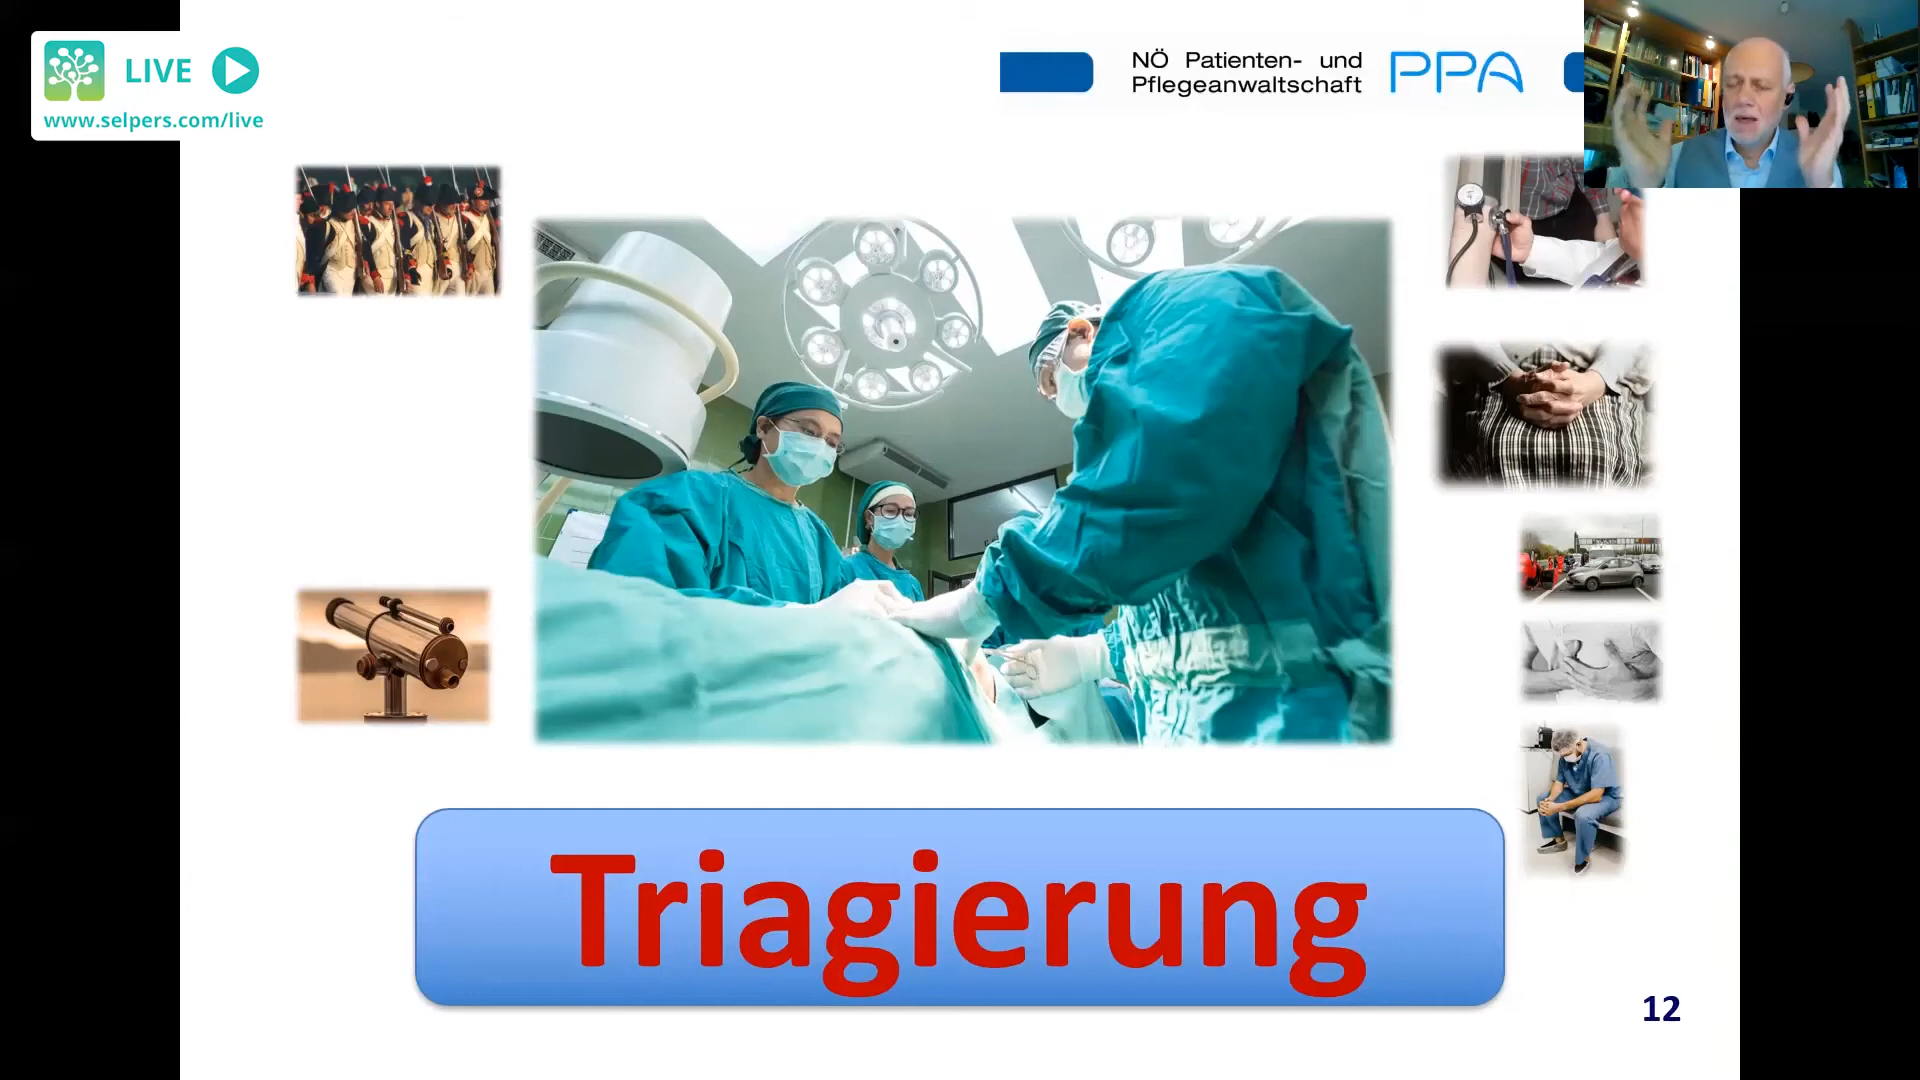 LIVE
www.selpers.com/live
NÖ Patienten- und
Pflegeanwaltschaft
PPA
Triagierung
12